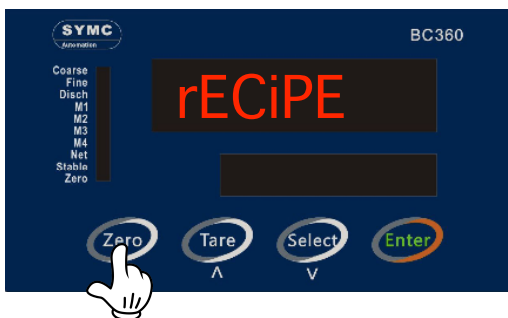 SYMC
Automation
BC360
Coarse
Fine
Disch
M1
M2
M3
M4
Net
Stable
Zero
rECiPE
Zero
Tare
Select
Enter
Λ
V